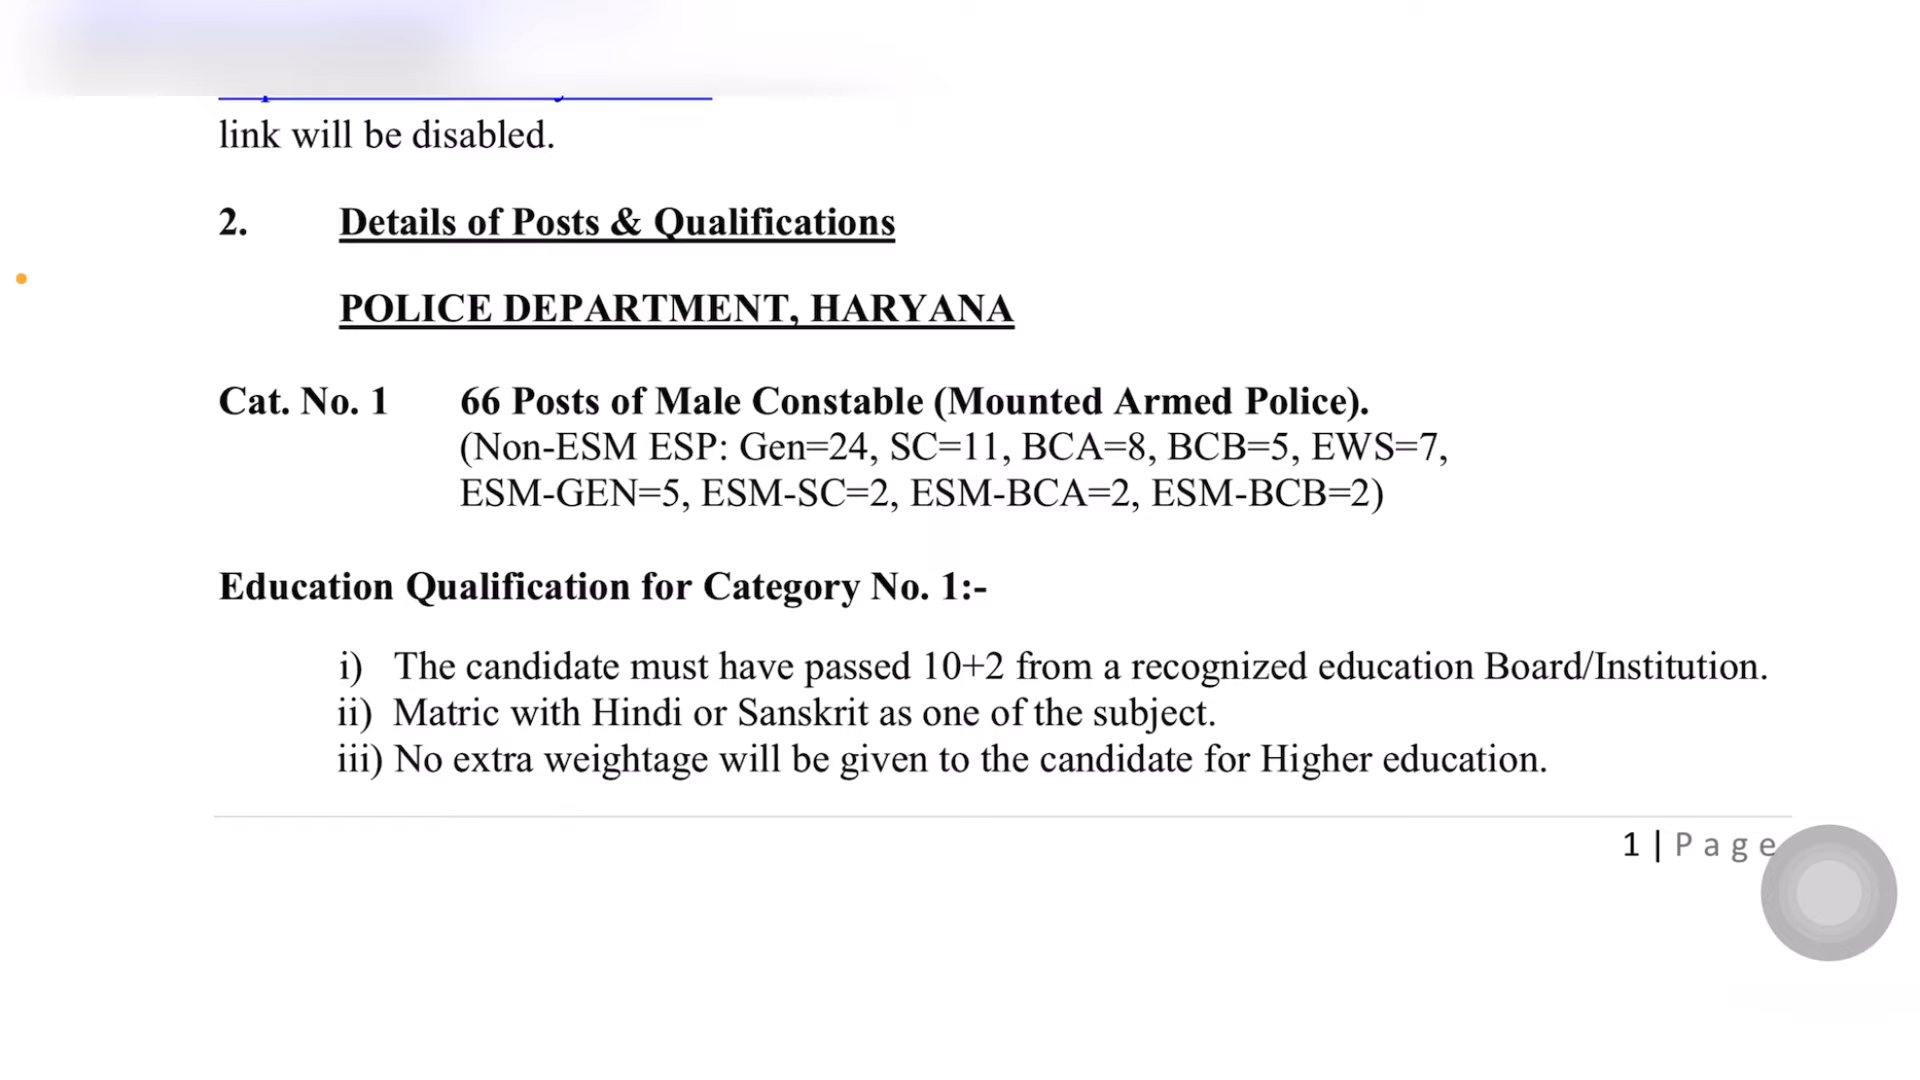 link will be disabled.
2. Details of Posts & Qualifications
POLICE DEPARTMENT, HARYANA
Cat. No. 1 66 Posts of Male Constable (Mounted Armed Police).
(Non-ESM ESP: Gen=24, SC=11, BCA=8, BCB=5, EWS=7,
ESM-GEN=5, ESM-SC=2, ESM-BCA=2, ESM-BCB=2)
Education Qualification for Category No. 1:-
i) The candidate must have passed 10+2 from a recognized education Board/Institution.
ii) Matric with Hindi or Sanskrit as one of the subject.
iii) No extra weightage will be given to the candidate for Higher education.
1 | Page